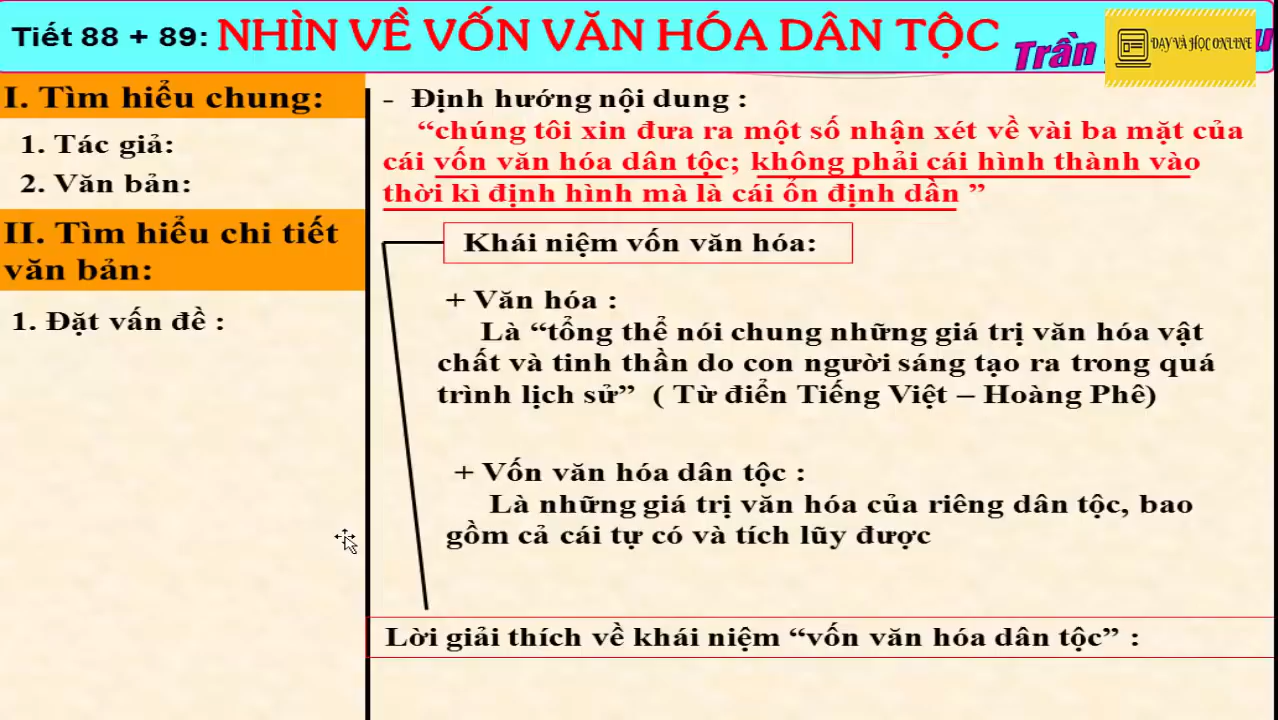 Tiết 88 + 89: NHÌN VỀ VỐN VĂN HÓA DÂN TỘC
Trần
DẠY VÀ HỌC ONLINE
I. Tìm hiểu chung:
1. Tác giả:
2. Văn bản:
II. Tìm hiểu chi tiết
văn bản:
1. Đặt vấn đề :
- Định hướng nội dung :
“chúng tôi xin đưa ra một số nhận xét về vài ba mặt của
cái vốn văn hóa dân tộc; không phải cái hình thành vào
thời kì định hình mà là cái ổn định dần ”
Khái niệm vốn văn hóa:
+ Văn hóa :
Là “tổng thể nói chung những giá trị văn hóa vật
chất và tinh thần do con người sáng tạo ra trong quá
trình lịch sử” ( Từ điển Tiếng Việt – Hoàng Phê)
+ Vốn văn hóa dân tộc :
Là những giá trị văn hóa của riêng dân tộc, bao
gồm cả cái tự có và tích lũy được
Lời giải thích về khái niệm “vốn văn hóa dân tộc” :